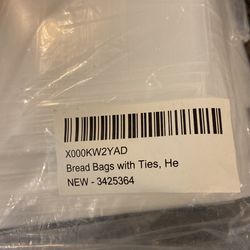 X000KW2YAD
Bread Bags with Ties, He
NEW - 3425364